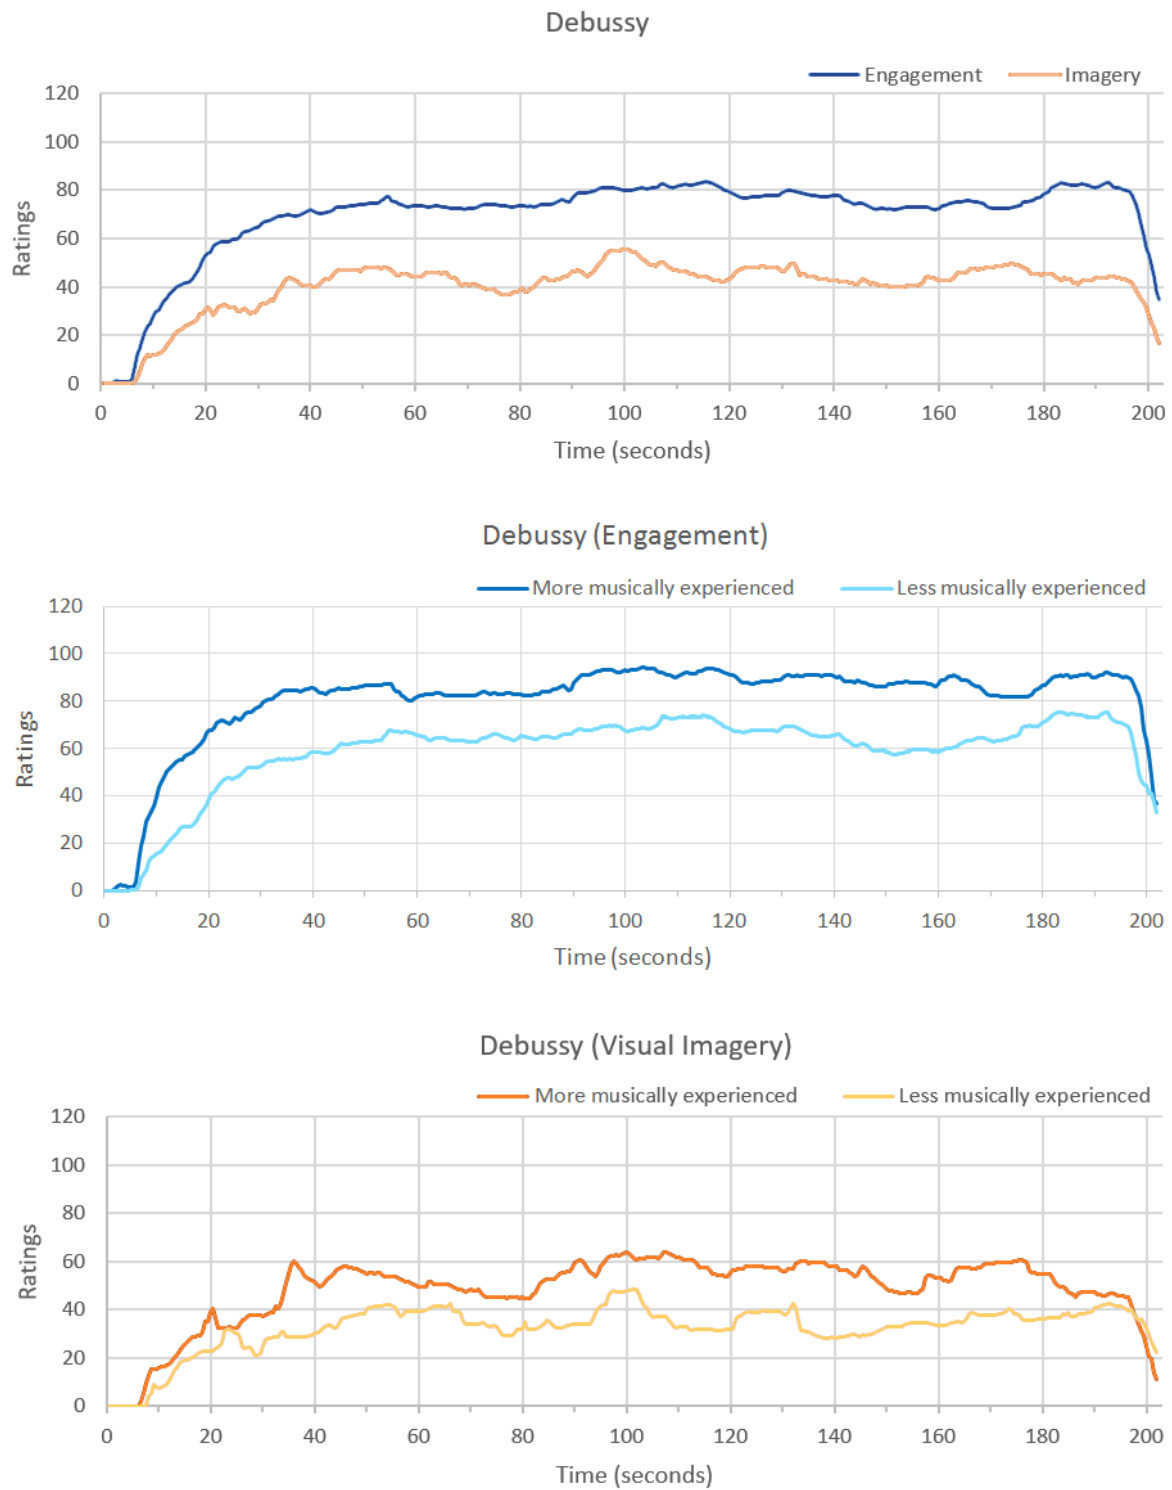 Debussy
Engagement Imagery
120
100
80
60
40
20
0
Ratings
0 20 40 60 80 100 120 140 160 180 200
Time (seconds)
Debussy (Engagement)
More musically experienced Less musically experienced
120
100
80
60
40
20
0
Ratings
0 20 40 60 80 100 120 140 160 180 200
Time (seconds)
Debussy (Visual Imagery)
More musically experienced Less musically experienced
120
100
80
60
40
20
0
Ratings
0 20 40 60 80 100 120 140 160 180 200
Time (seconds)